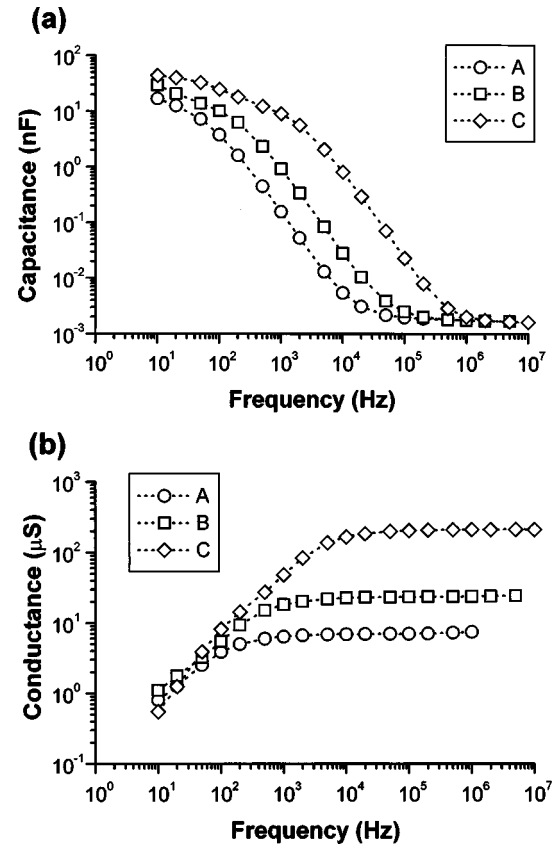 (a)
10² 
A
B
C
10¹
10⁰
10⁻¹
10⁻²
10⁻³
Capacitance (nF)
10⁰ 10¹ 10² 10³ 10⁴ 10⁵ 10⁶ 10⁷
Frequency (Hz)
(b)
10³
A
B
C
10²
10¹
10⁰
10⁻¹
Conductance (μS)
10⁰ 10¹ 10² 10³ 10⁴ 10⁵ 10⁶ 10⁷
Frequency (Hz)